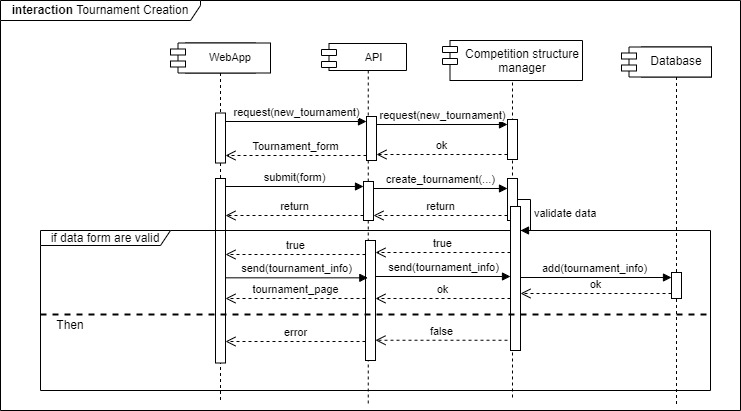 interaction Tournament Creation
WebApp
API
Competition structure
manager
Database
request(new_tournament)
request(new_tournament)
Tournament_form
ok
submit(form)
create_tournament(...)
return
return
validate data
if data form are valid
true
true
send(tournament_info)
send(tournament_info)
add(tournament_info)
tournament_page
ok
ok
Then
error
false